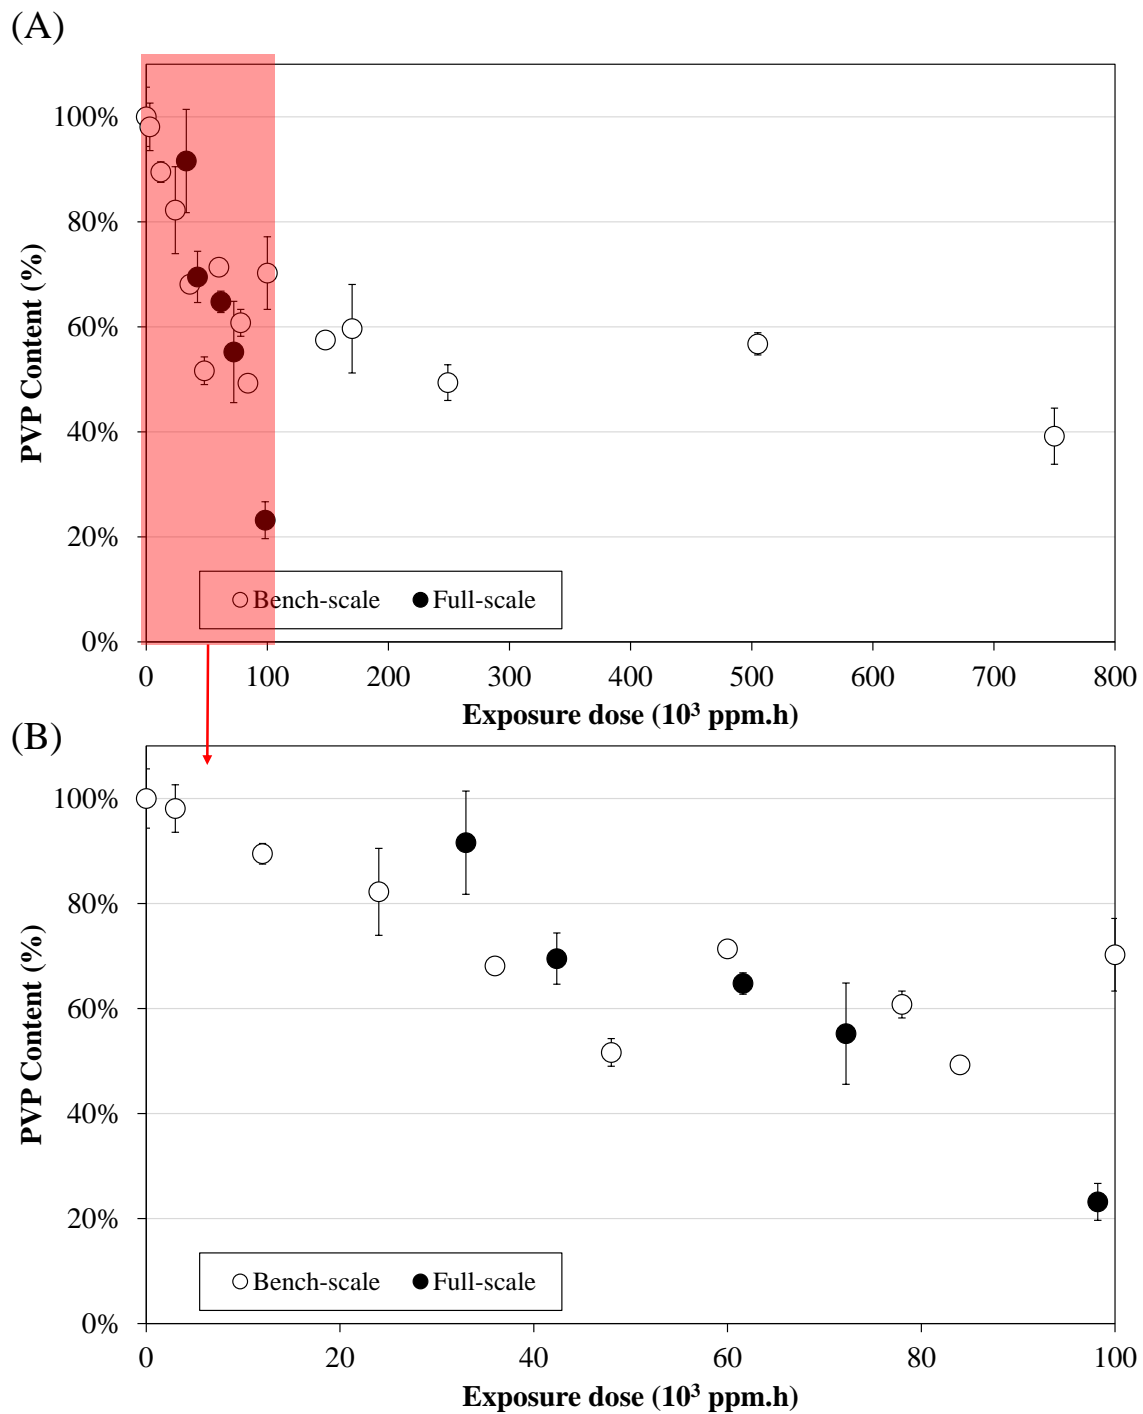 (A)
100%
80%
60%
40%
20%
0%
PVP Content (%)
Bench-scale Full-scale
0 100 200 300 400 500 600 700 800
Exposure dose (10³ ppm.h)
(B)
100%
80%
60%
40%
20%
0%
PVP Content (%)
Bench-scale Full-scale
0 20 40 60 80 100
Exposure dose (10³ ppm.h)